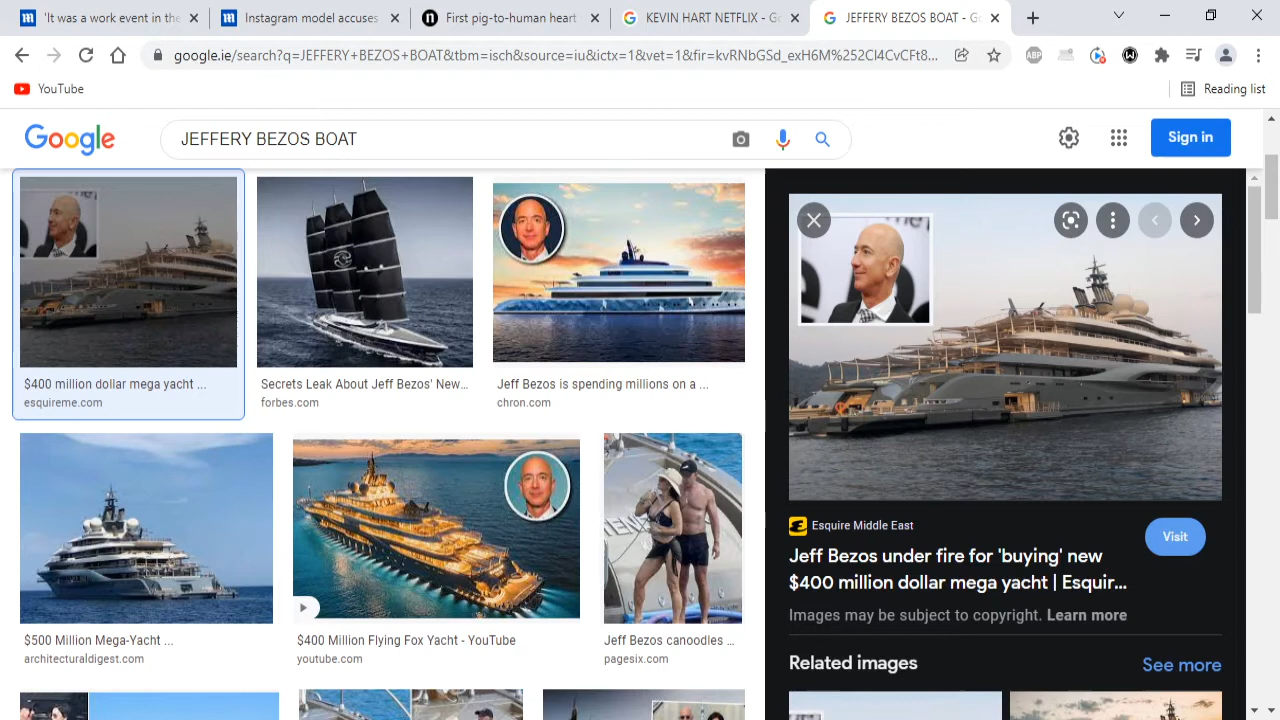 'It was a work event in the
Instagram model accuses
First pig-to-human heart
KEVIN HART NETFLIX - G
JEFFERY BEZOS BOAT - G
google.ie/search?q=JEFFERY+BEZOS+BOAT&tbm=isch&source=iu&ictx=1&vet=1&fir=kvRNbGSd_exH6M%252Cl4CvCFt8...
ABP
YouTube
Reading list
Google
JEFFERY BEZOS BOAT
Sign in
$400 million dollar mega yacht ...
esquireme.com
Secrets Leak About Jeff Bezos' New...
forbes.com
Jeff Bezos is spending millions on a ...
chron.com
$500 Million Mega-Yacht ...
architecturaldigest.com
$400 Million Flying Fox Yacht - YouTube
youtube.com
Jeff Bezos canoodles ...
pagesix.com
Esquire Middle East
Visit
Jeff Bezos under fire for 'buying' new
$400 million dollar mega yacht | Esquir...
Images may be subject to copyright. Learn more
Related images
See more